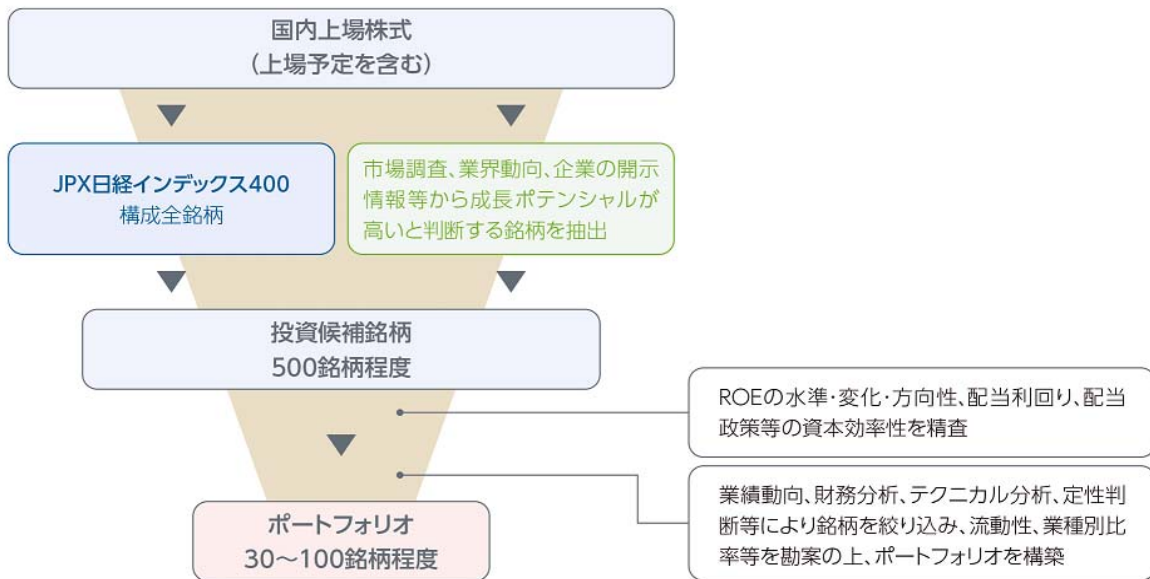 国内上場株式
(上場予定を含む)
JPX日経インデックス400
構成全銘柄
市場調査、業界動向、企業の開示
情報等から成長ポテンシャルが
高いと判断する銘柄を抽出
投資候補銘柄
500銘柄程度
ROEの水準・変化・方向性、配当利回り、配当
政策等の資本効率性を精査
業績動向、財務分析、テクニカル分析、定性判
断等により銘柄を絞り込み、流動性、業種別比
率等を勘案の上、ポートフォリオを構築
ポートフォリオ
30～100銘柄程度